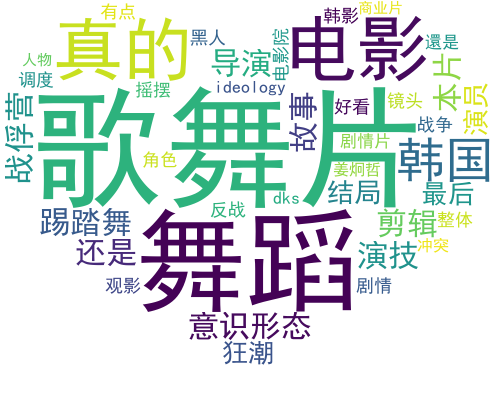 有点
韩影
商业片
黑人
真的
电影
還是
人物
导演
电影院
调度
摇摆
ideology
本片
演员
战俘营
歌舞片
故事
好看
镜头
战争
剧情片
韩国
角色
姜炯哲
dks
结局
最后
反战
踢踏舞
舞蹈
剪辑
整体
还是
演技
冲突
观影
剧情
意识形态
狂潮